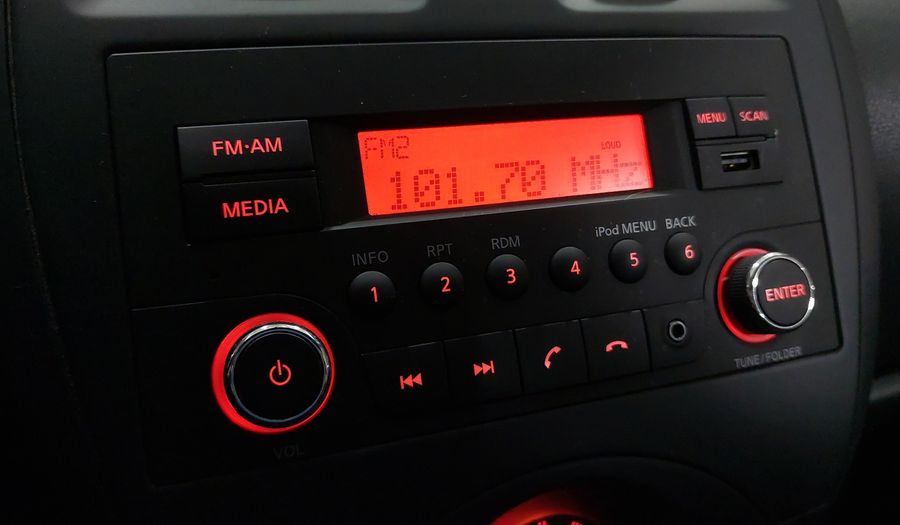 FM·AM
MEDIA
FM2
LOUD
101.70 MHz
MENU
SCAN
INFO
RPT
RDM
iPod MENU
BACK
1
2
3
4
5
6
ENTER
TUNE / FOLDER
VOL